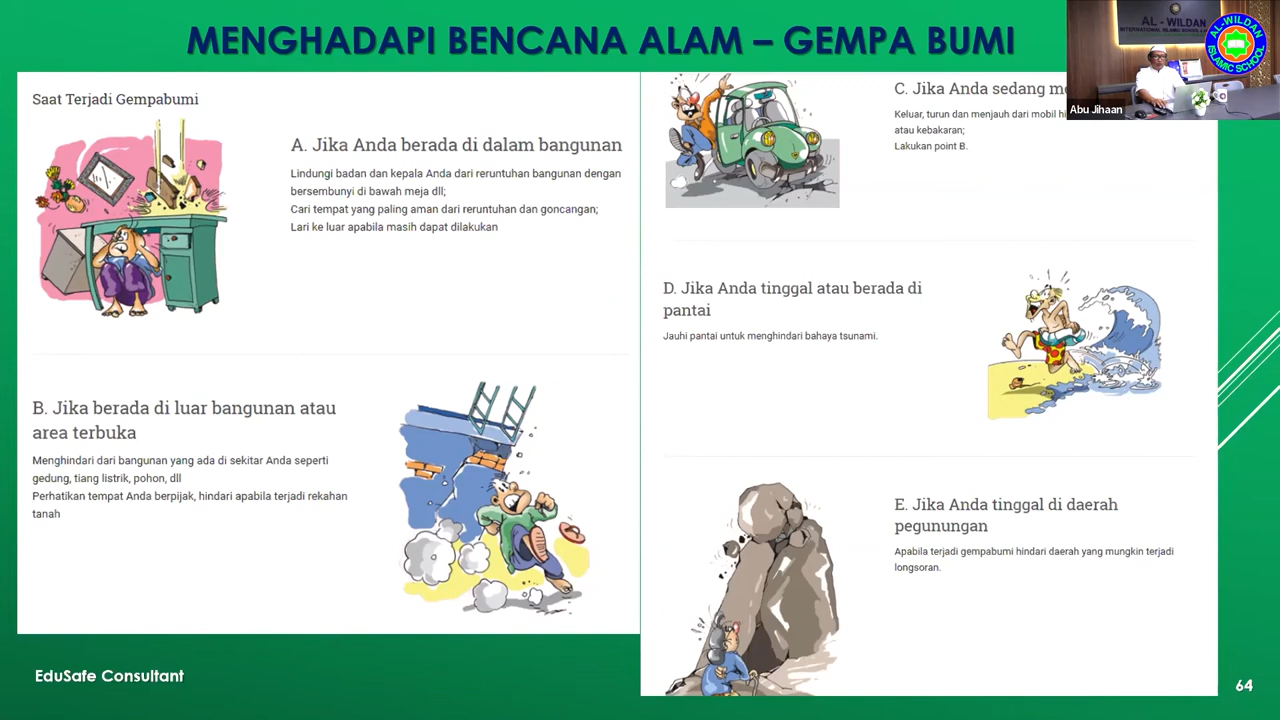 MENGHADAPI BENCANA ALAM – GEMPA BUMI
Saat Terjadi Gempabumi
A. Jika Anda berada di dalam bangunan
Lindungi badan dan kepala Anda dari reruntuhan bangunan dengan
bersembunyi di bawah meja dll;
Cari tempat yang paling aman dari reruntuhan dan goncangan;
Lari ke luar apabila masih dapat dilakukan
B. Jika berada di luar bangunan atau
area terbuka
Menghindari dari bangunan yang ada di sekitar Anda seperti
gedung, tiang listrik, pohon, dll
Perhatikan tempat Anda berpijak, hindari apabila terjadi rekahan
tanah
C. Jika Anda sedang
Keluar, turun dan menjauh dari mobil
atau kebakaran;
Lakukan point B.
D. Jika Anda tinggal atau berada di
pantai
Jauhi pantai untuk menghindari bahaya tsunami.
E. Jika Anda tinggal di daerah
pegunungan
Apabila terjadi gempabumi hindari daerah yang mungkin terjadi
longsoran.
EduSafe Consultant
64
AL - WILDAN
INTERNATIONAL ISLAMIC SCHOOL
AL-WILDAN
ISLAMIC SCHOOL
Abu Jihaan